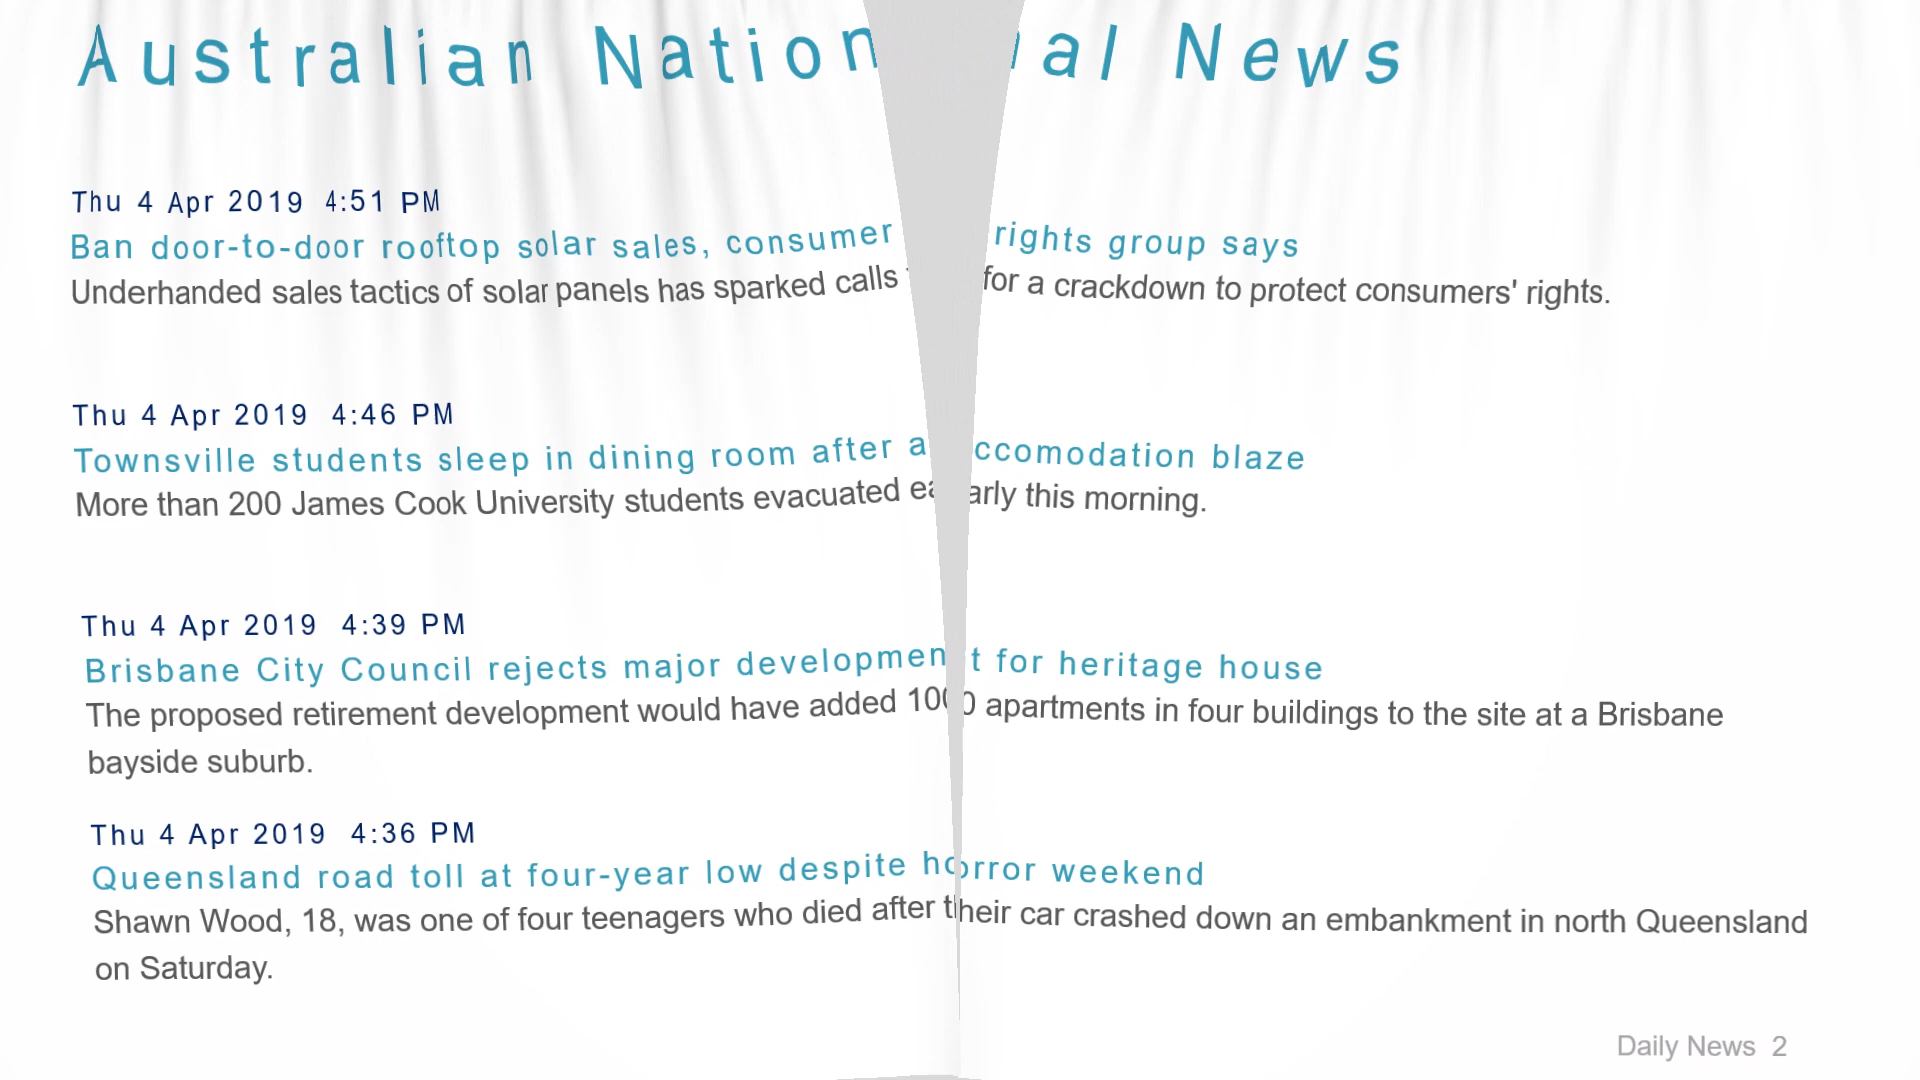 Australian National News
Thu 4 Apr 2019 4:51 PM
Ban door-to-door rooftop solar sales, consumer rights group says
Underhanded sales tactics of solar panels has sparked calls for a crackdown to protect consumers' rights.
Thu 4 Apr 2019 4:46 PM
Townsville students sleep in dining room after accomodation blaze
More than 200 James Cook University students evacuated early this morning.
Thu 4 Apr 2019 4:39 PM
Brisbane City Council rejects major development for heritage house
The proposed retirement development would have added 100 apartments in four buildings to the site at a Brisbane
bayside suburb.
Thu 4 Apr 2019 4:36 PM
Queensland road toll at four-year low despite horror weekend
Shawn Wood, 18, was one of four teenagers who died after their car crashed down an embankment in north Queensland
on Saturday.
Daily News 2